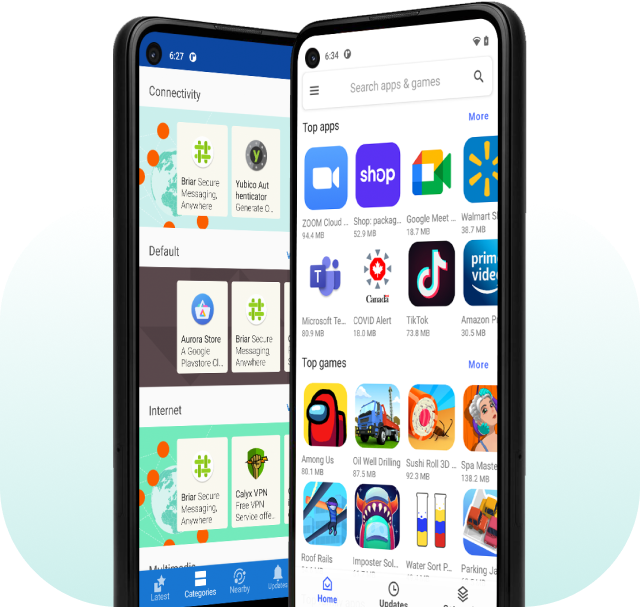 6:27
Connectivity
Briar Secure
Messaging,
Anywhere
Yubico Aut
henticator
Generate O...
Default
Aurora Store
A Google
Playstore Cl...
Briar Secure
Messaging,
Anywhere
Internet
Briar Secure
Messaging,
Anywhere
Calyx VPN
Free VPN
Service offe...
Latest
Categories
Nearby
Updates
6:34
Search apps & games
Top apps
More
shop
ZOOM Cloud ...
94.4 MB
Shop: packag...
52.9 MB
Google Meet ...
18.7 MB
Walmart S
38.7 MB
T
Canada
prim
video
Microsoft Te...
89.9 MB
COVID Alert
18.0 MB
TikTok
73.8 MB
Amazon P
30.5 MB
Top games
More
Among Us
80.1 MB
Oil Well Drilling
87.5 MB
Sushi Roll 3D ...
92.3 MB
Spa Maste
138.2 MB
Roof Rails
Imposter Sol...
Water Sort P...
Parking Ja
Home
Updates